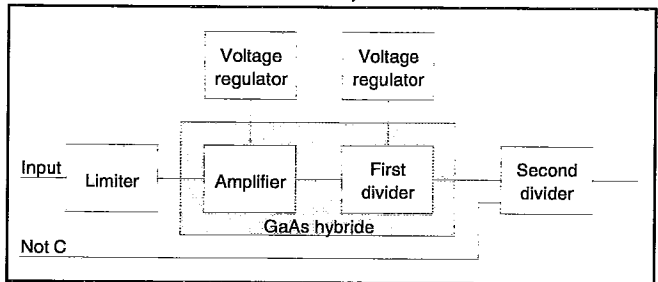 Voltage
regulator
Voltage
regulator
Input
Limiter
Amplifier
First
divider
Second
divider
GaAs hybride
Not C